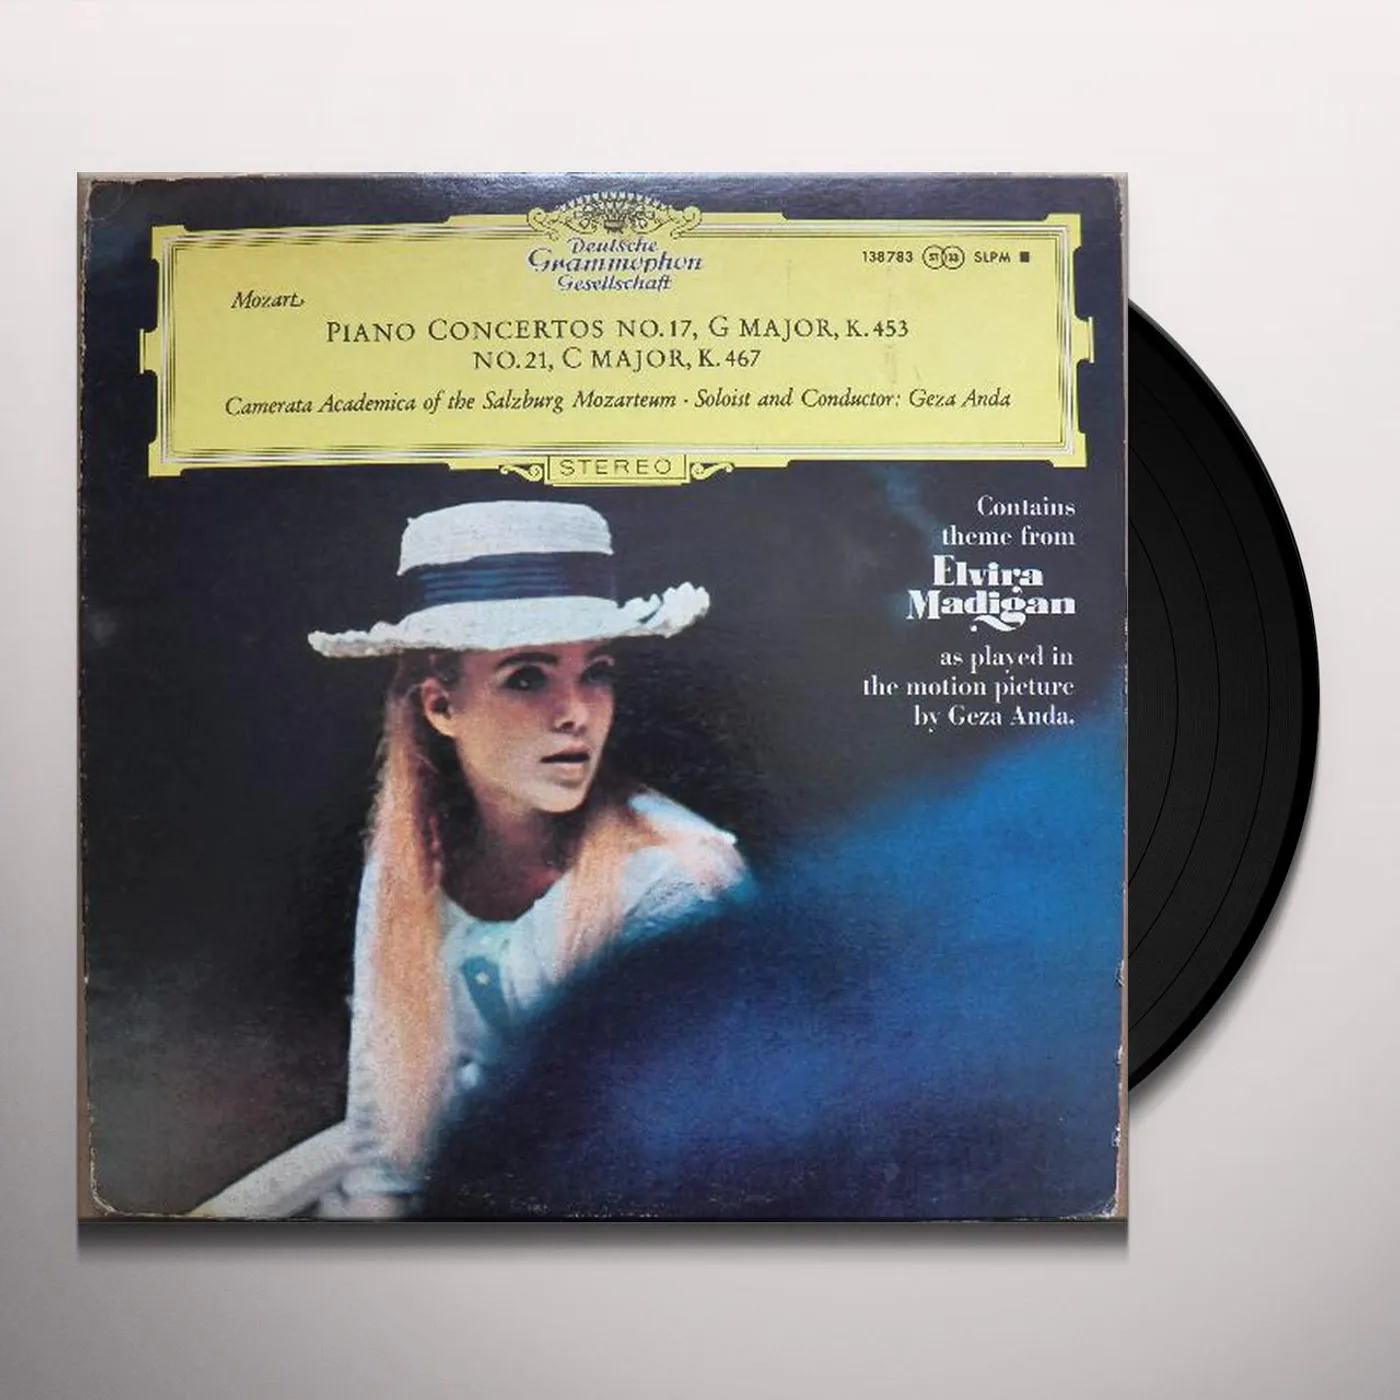 Deutsche
Grammophon
Gesellschaft
138783 ST 33 SLPM
Mozart
PIANO CONCERTOS NO. 17, G MAJOR, K. 453
NO. 21, C MAJOR, K. 467
Camerata Academica of the Salzburg Mozarteum · Soloist and Conductor: Geza Anda
STEREO
Contains
theme from
Elvira
Madigan
as played in
the motion picture
by Geza Anda.